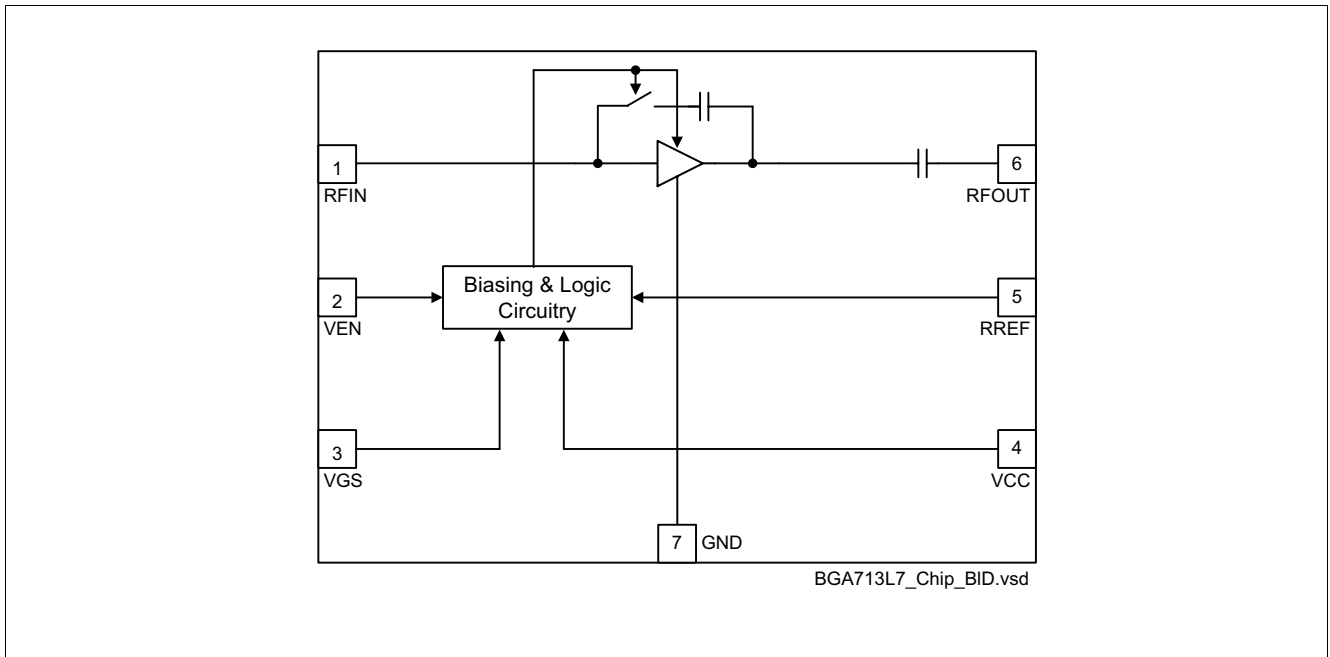 1
RFIN
6
RFOUT
Biasing & Logic
Circuitry
2
VEN
5
RREF
3
VGS
4
VCC
7
GND
BGA713L7_Chip_BID.vsd